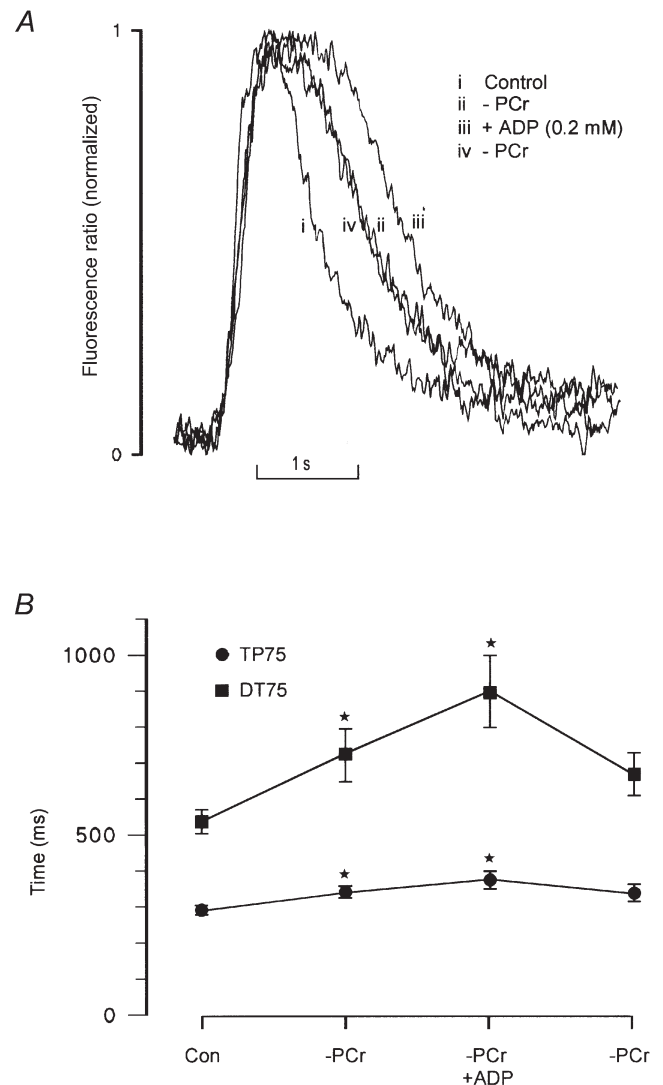 A
1
Fluorescence ratio (normalized)
0
i Control
ii - PCr
iii + ADP (0.2 mM)
iv - PCr
i
iv
ii
iii
1 s
B
1000
500
0
Time (ms)
TP75
DT75
Con
-PCr
-PCr
+ADP
-PCr